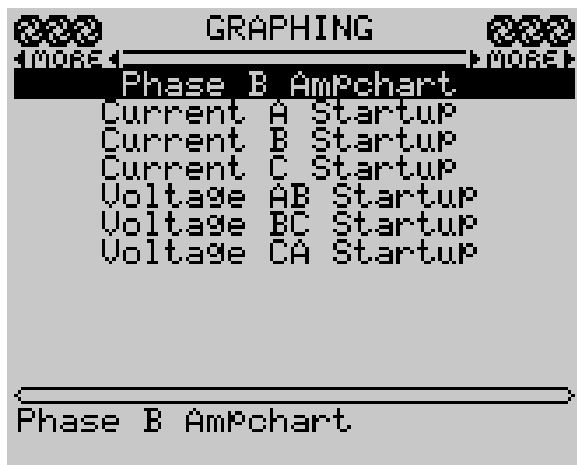 GRAPHING
MORE MORE
Phase B Ampchart
Current A Startup
Current B Startup
Current C Startup
Voltage AB Startup
Voltage BC Startup
Voltage CA Startup
Phase B Ampchart